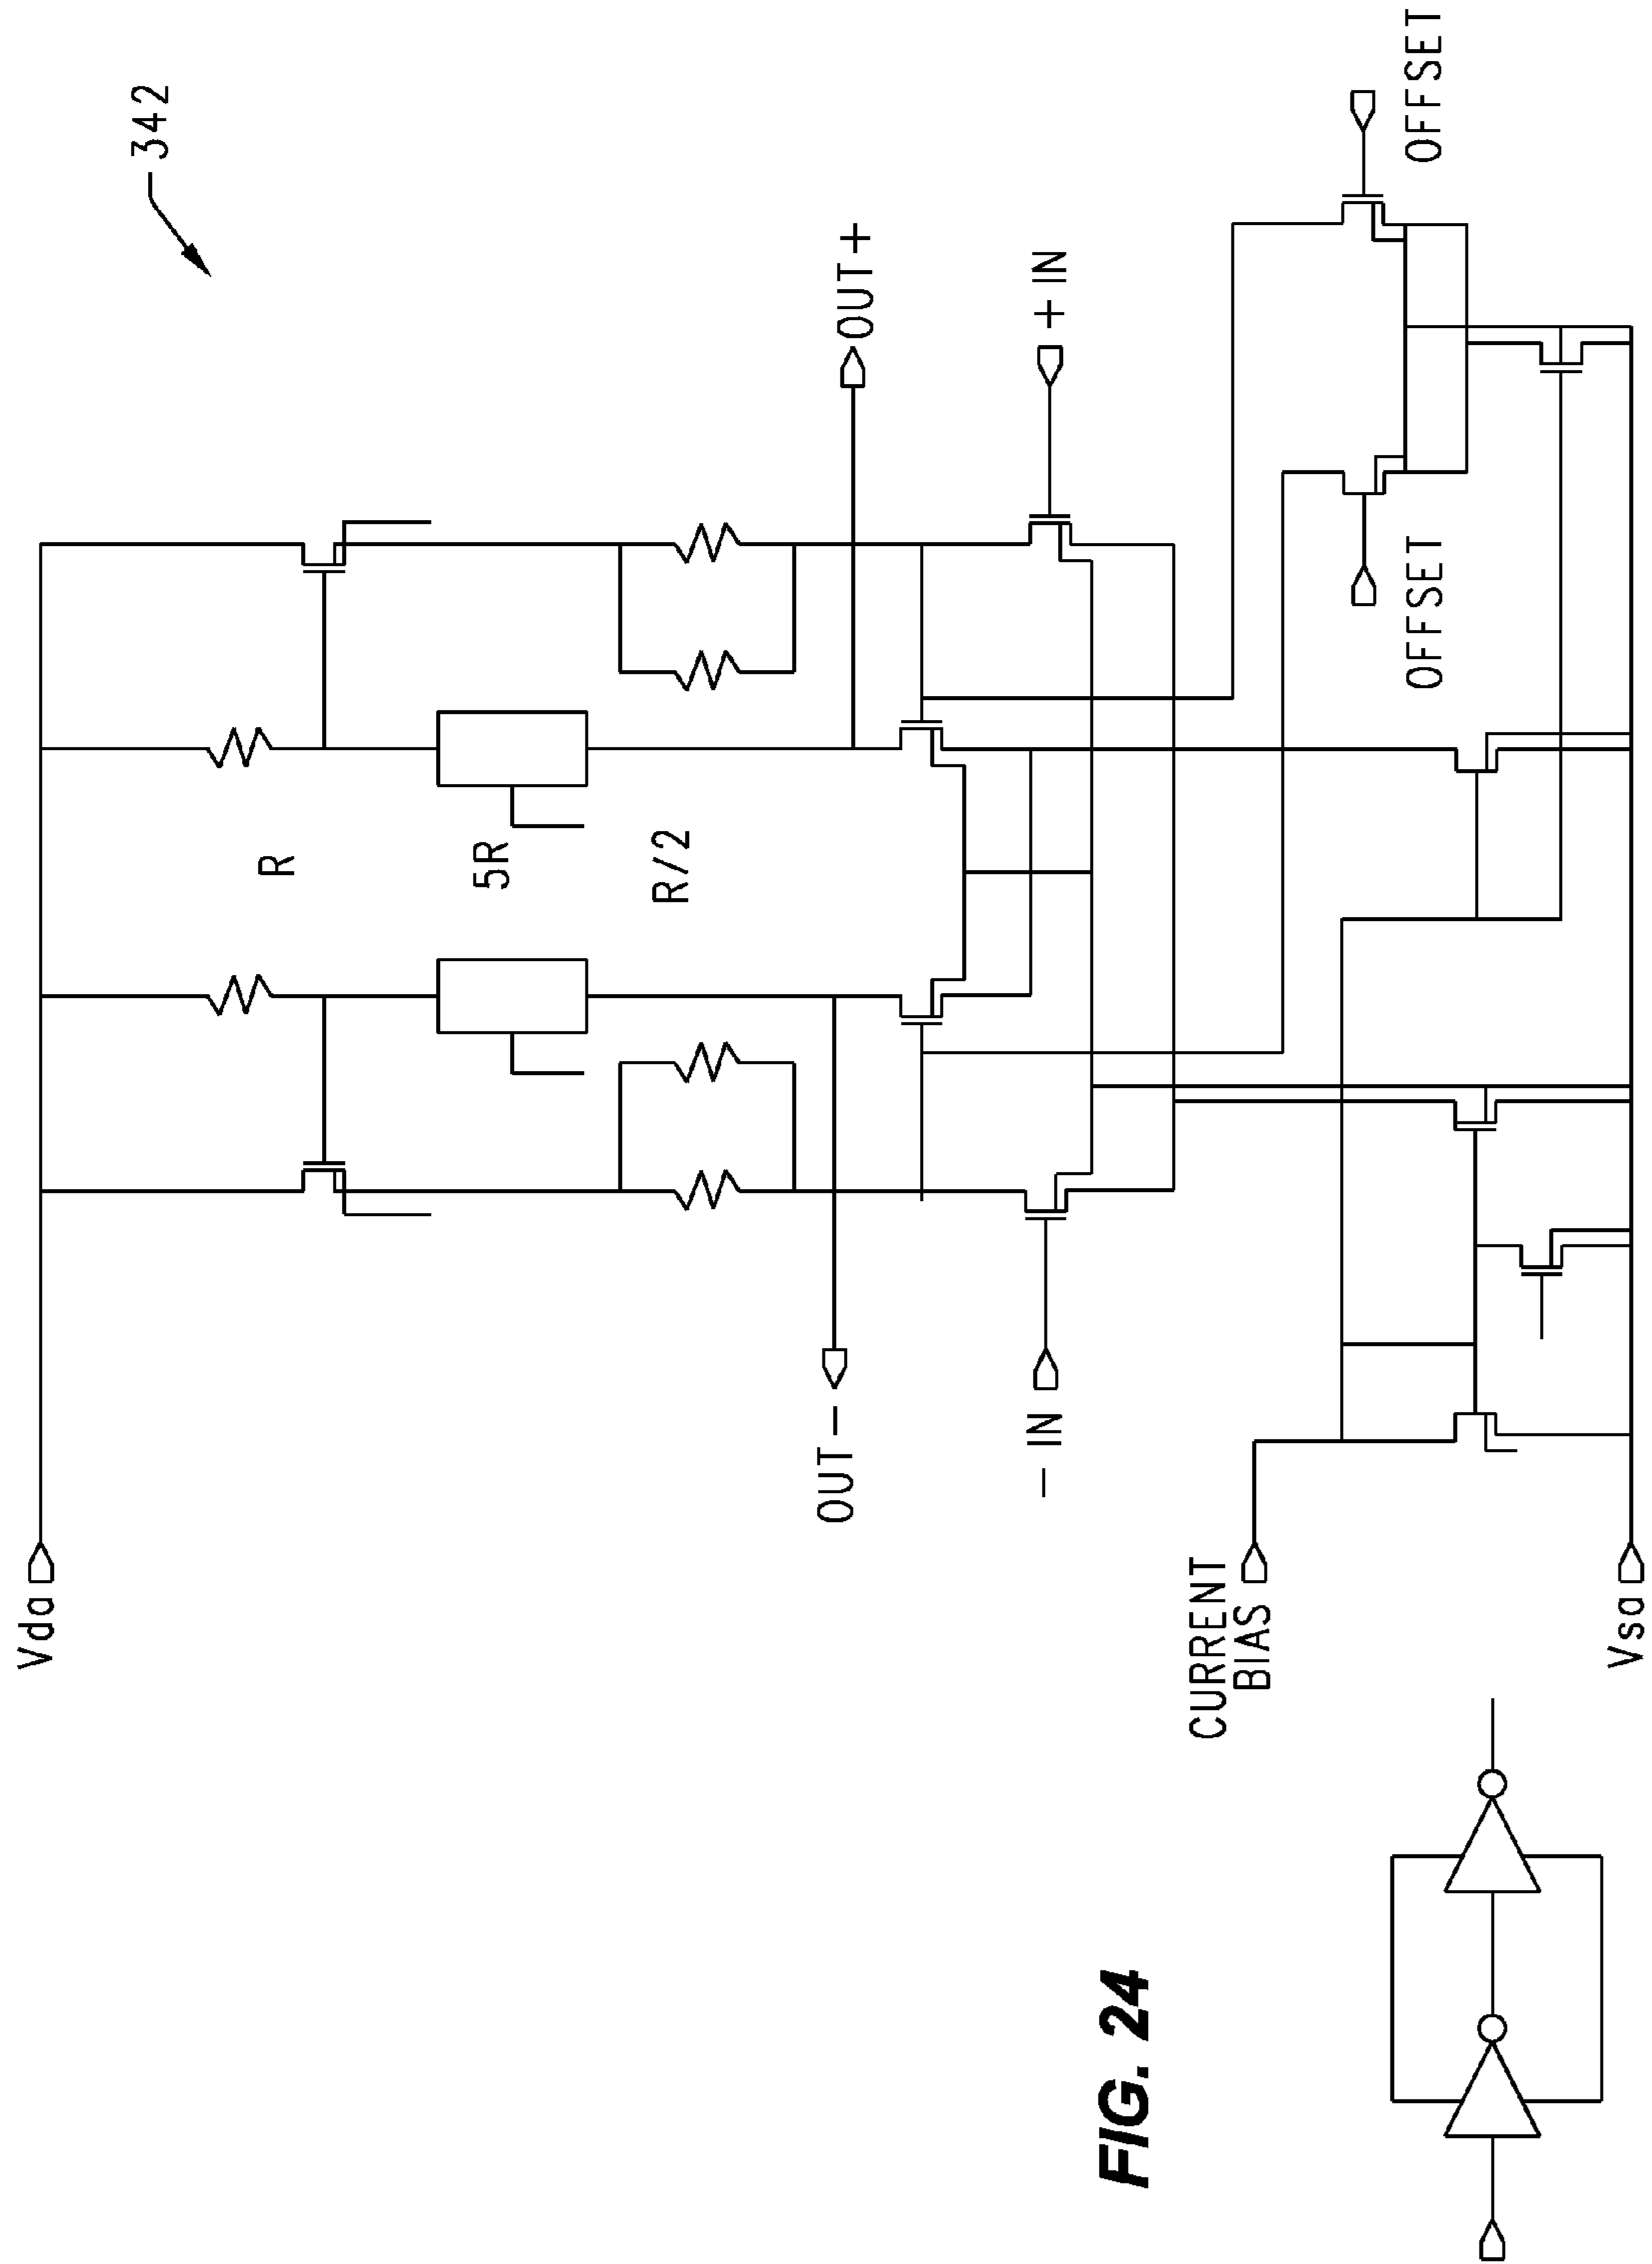 342
Vda
R
5R
R/2
OUT+
OUT-
+IN
-IN
OFFSET
OFFSET
CURRENT
BIAS
Vsa
FIG. 24